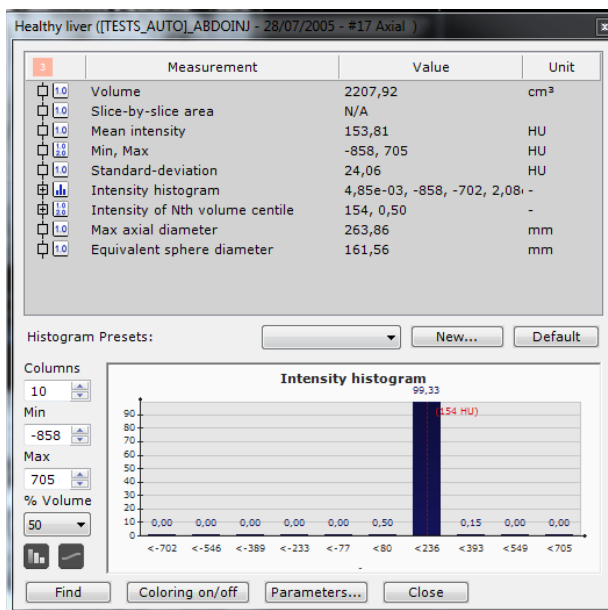 Healthy liver ([TESTS_AUTO]_ABDOINJ - 28/07/2005 - #17 Axial )
3 Measurement Value Unit
1.0 Volume 2207,92 cm³
1.0 Slice-by-slice area N/A
1.0 Mean intensity 153,81 HU
1.0 2.0 Min, Max -858, 705 HU
1.0 Standard-deviation 24,06 HU
Intensity histogram 4,85e-03, -858, -702, 2,08 -
1.0 2.0 Intensity of Nth volume centile 154, 0,50 -
1.0 Max axial diameter 263,86 mm
1.0 Equivalent sphere diameter 161,56 mm
Histogram Presets: New... Default
Columns
10
Min
-858
Max
705
% Volume
50
Intensity histogram
99,33
(154 HU)
90
80
70
60
50
40
30
20
10
0
0,00 0,00 0,00 0,00 0,00 0,50 0,15 0,00 0,00
<-702 <-546 <-389 <-233 <-77 <80 <236 <393 <549 <705
-
Find Coloring on/off Parameters... Close